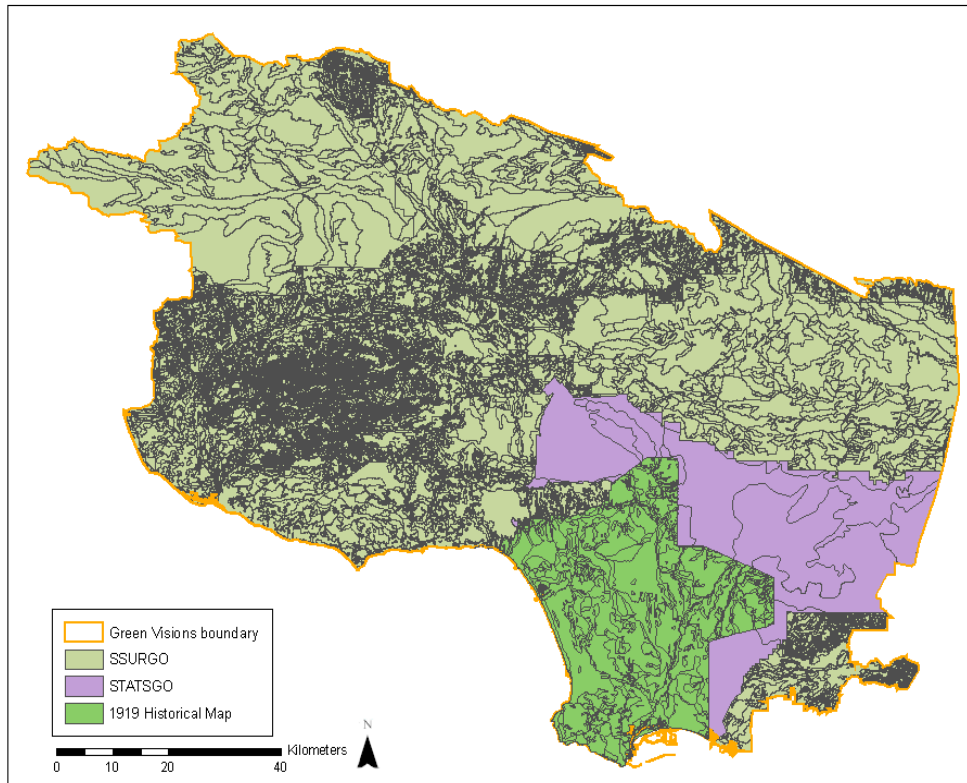 Green Visions boundary
SSURGO
STATSGO
1919 Historical Map
N
Kilometers
0 10 20 40